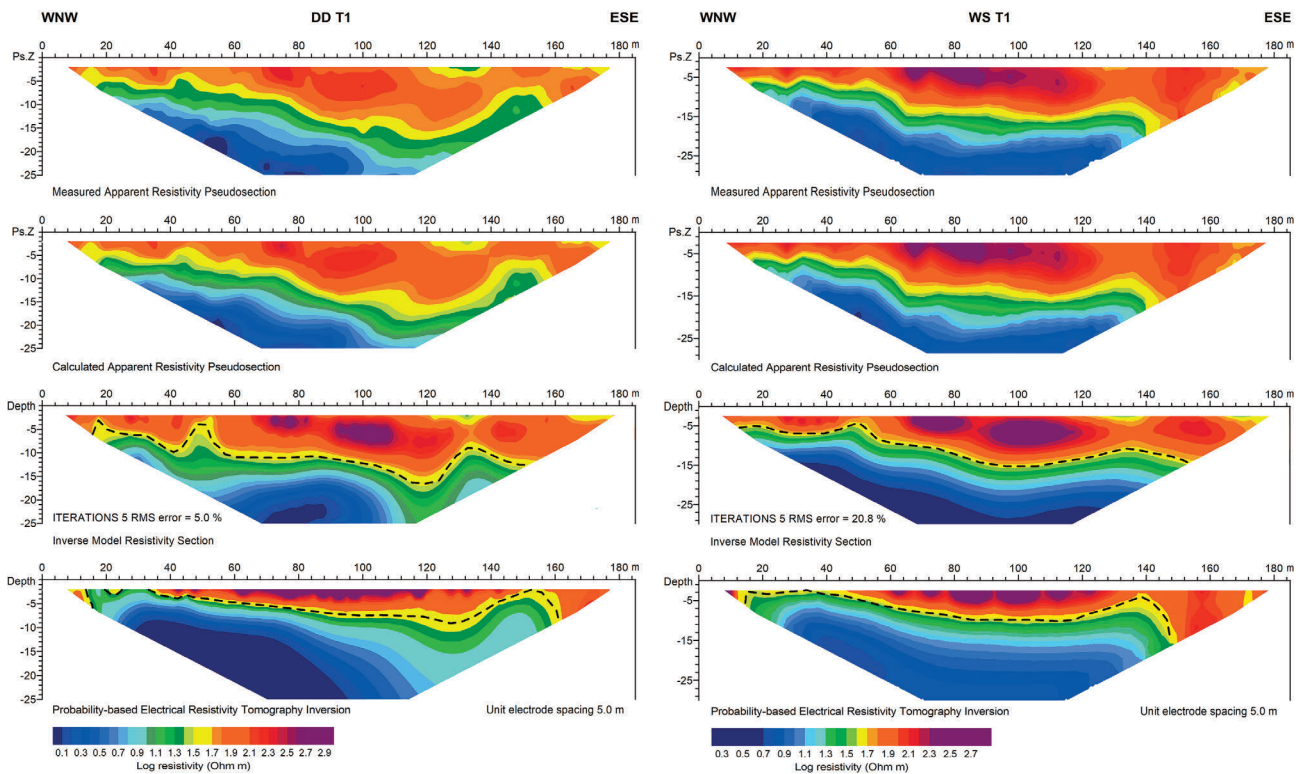 WNW DD T1 ESE
0 20 40 60 80 100 120 140 160 180 m
Ps.Z
-5
-10
-15
-20
-25
Measured Apparent Resistivity Pseudosection
0 20 40 60 80 100 120 140 160 180 m
Ps.Z
-5
-10
-15
-20
-25
Calculated Apparent Resistivity Pseudosection
0 20 40 60 80 100 120 140 160 180 m
Depth
-5
-10
-15
-20
-25
ITERATIONS 5 RMS error = 5.0 %
Inverse Model Resistivity Section
0 20 40 60 80 100 120 140 160 180 m
Depth
-5
-10
-15
-20
-25
Probability-based Electrical Resistivity Tomography Inversion Unit electrode spacing 5.0 m
0.1 0.3 0.5 0.7 0.9 1.1 1.3 1.5 1.7 1.9 2.1 2.3 2.5 2.7 2.9
Log resistivity (Ohm m)
WNW WS T1 ESE
0 20 40 60 80 100 120 140 160 180 m
Ps.Z
-5
-15
-25
Measured Apparent Resistivity Pseudosection
0 20 40 60 80 100 120 140 160 180 m
Ps.Z
-5
-15
-25
Calculated Apparent Resistivity Pseudosection
0 20 40 60 80 100 120 140 160 180 m
Depth
-5
-15
-25
ITERATIONS 5 RMS error = 20.8 %
Inverse Model Resistivity Section
0 20 40 60 80 100 120 140 160 180 m
Depth
-5
-15
-25
Probability-based Electrical Resistivity Tomography Inversion Unit electrode spacing 5.0 m
0.3 0.5 0.7 0.9 1.1 1.3 1.5 1.7 1.9 2.1 2.3 2.5 2.7
Log resistivity (Ohm m)